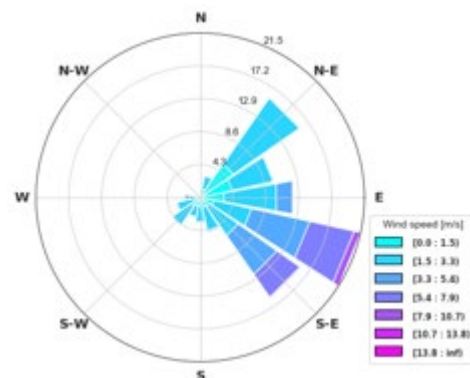 N
21.5
N-W
17.2
N-E
12.9
8.6
4.3
W
E
Wind speed [m/s]
[0.0 : 1.5)
[1.5 : 3.3)
[3.3 : 5.4)
[5.4 : 7.9)
[7.9 : 10.7)
[10.7 : 13.8)
[13.8 : inf)
S-W
S-E
S